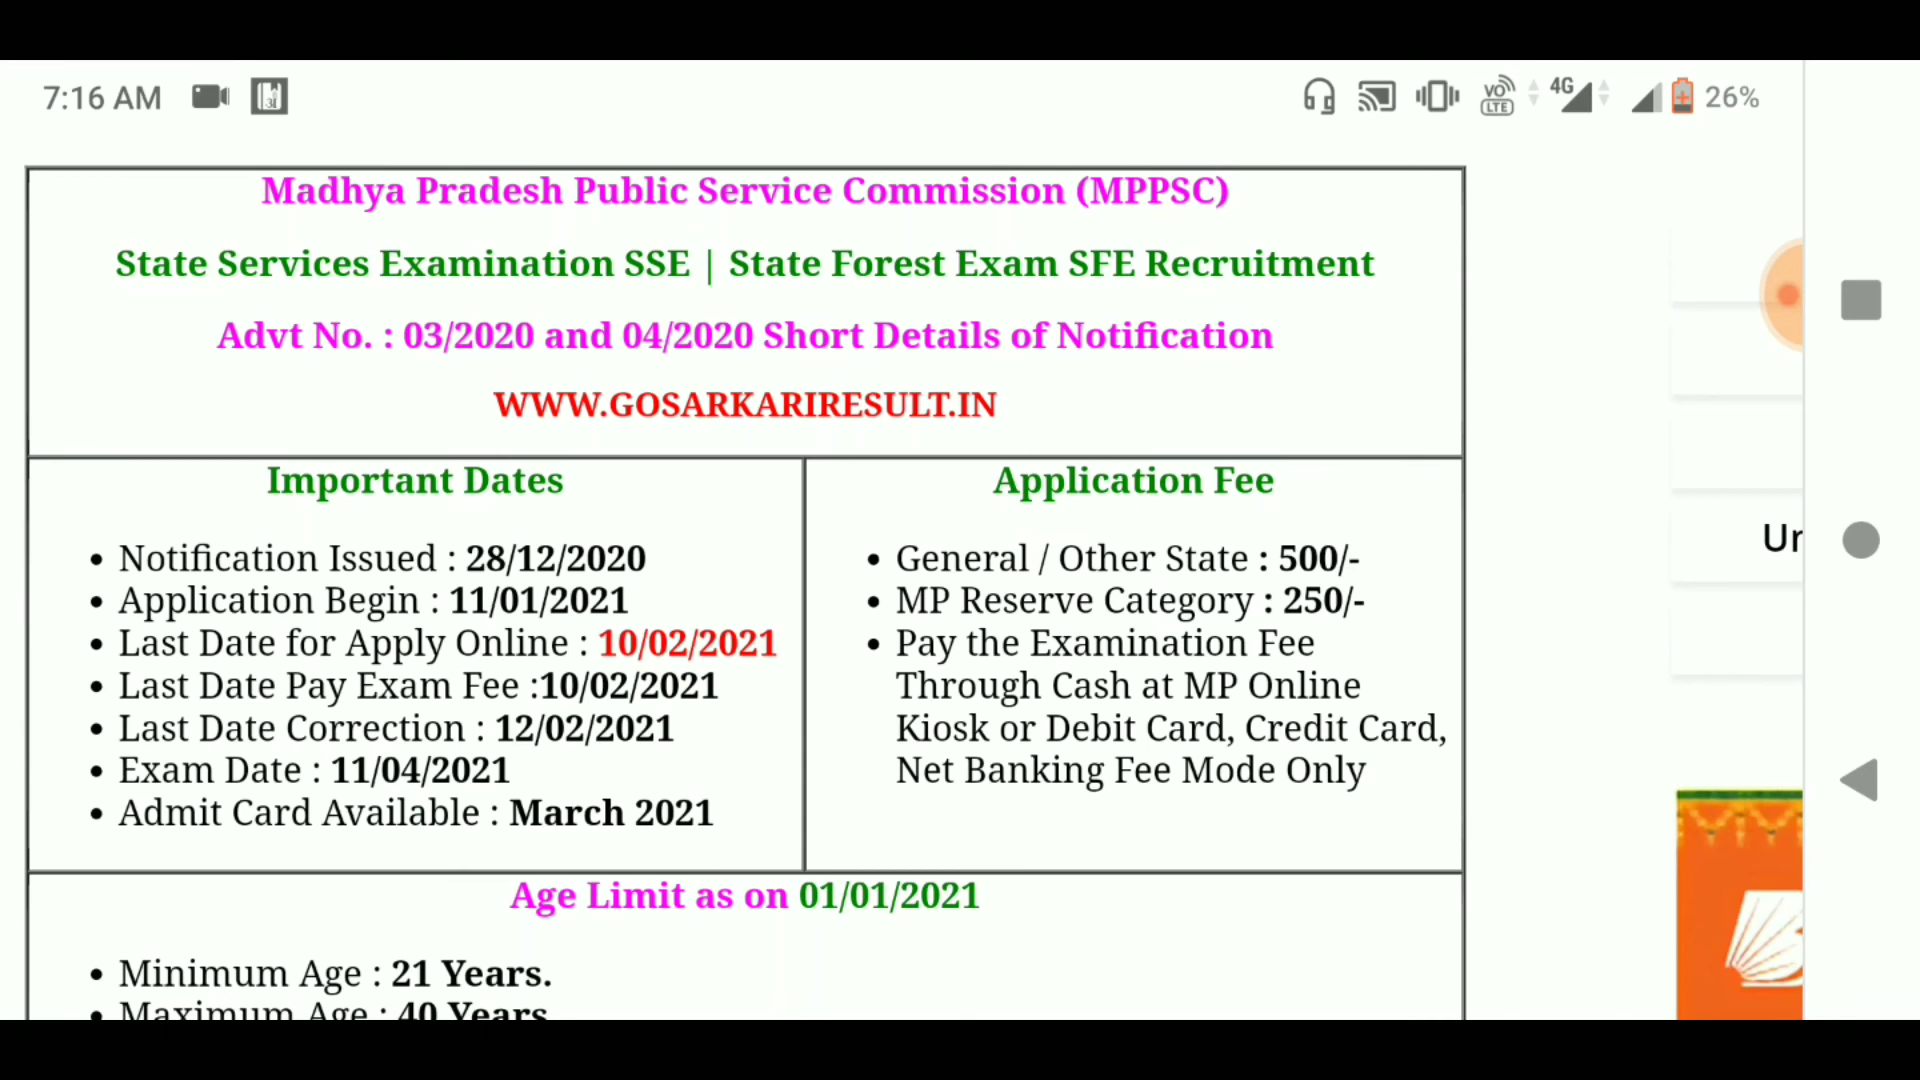 7:16 AM
31
VO LTE
4G
26%
Madhya Pradesh Public Service Commission (MPPSC)
State Services Examination SSE | State Forest Exam SFE Recruitment
Advt No. : 03/2020 and 04/2020 Short Details of Notification
WWW.GOSARKARIRESULT.IN
Important Dates
• Notification Issued : 28/12/2020
• Application Begin : 11/01/2021
• Last Date for Apply Online : 10/02/2021
• Last Date Pay Exam Fee :10/02/2021
• Last Date Correction : 12/02/2021
• Exam Date : 11/04/2021
• Admit Card Available : March 2021
Application Fee
• General / Other State : 500/-
• MP Reserve Category : 250/-
• Pay the Examination Fee
Through Cash at MP Online
Kiosk or Debit Card, Credit Card,
Net Banking Fee Mode Only
Age Limit as on 01/01/2021
• Minimum Age : 21 Years.
• Maximum Age : 40 Years